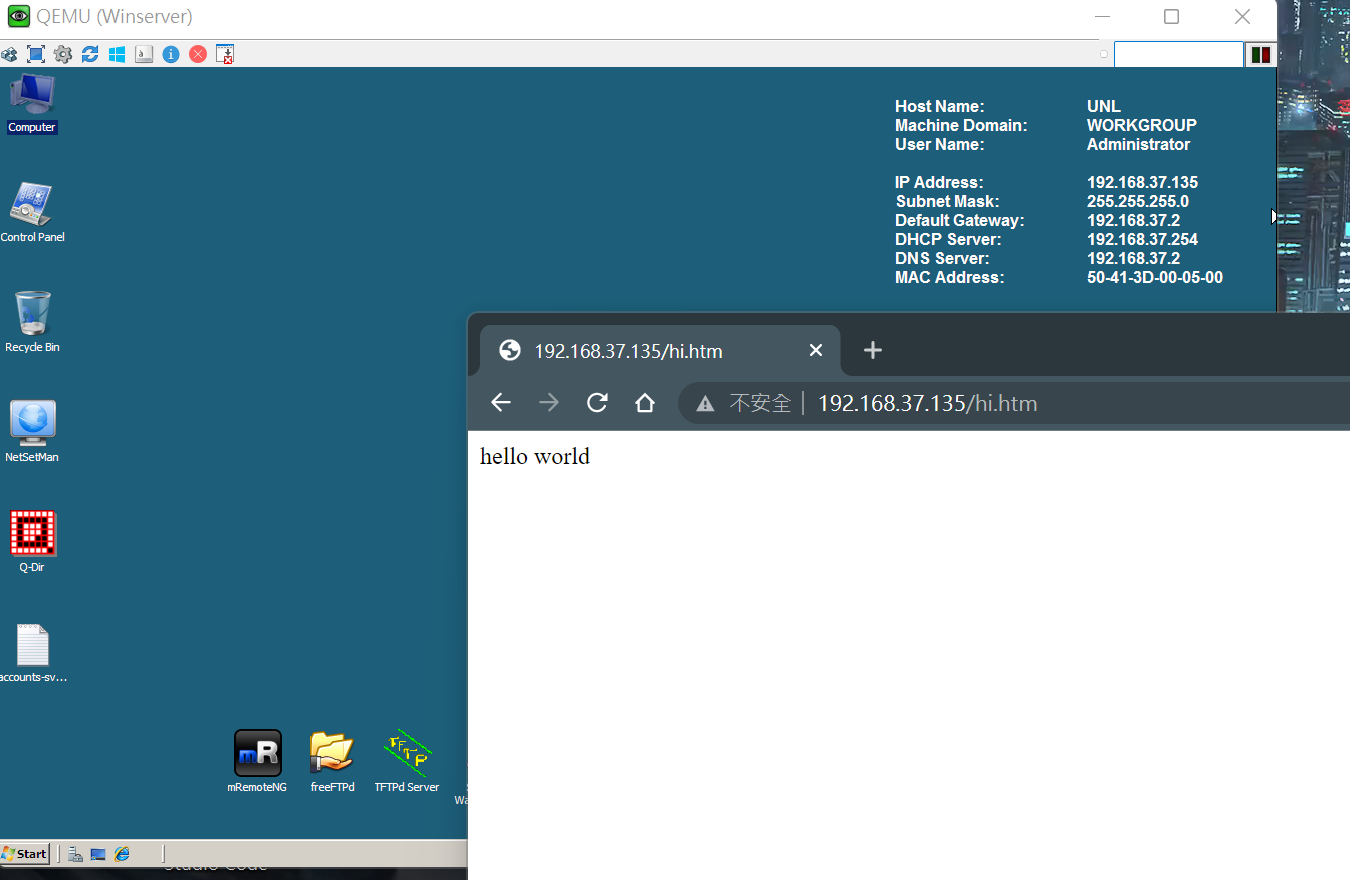 QEMU (Winserver)
Computer
Control Panel
Recycle Bin
NetSetMan
Q-Dir
accounts-sv...
mRemoteNG
freeFTPd
TFTPd Server
Host Name: UNL
Machine Domain: WORKGROUP
User Name: Administrator
IP Address: 192.168.37.135
Subnet Mask: 255.255.255.0
Default Gateway: 192.168.37.2
DHCP Server: 192.168.37.254
DNS Server: 192.168.37.2
MAC Address: 50-41-3D-00-05-00
192.168.37.135/hi.htm
不安全 192.168.37.135/hi.htm
hello world
Start